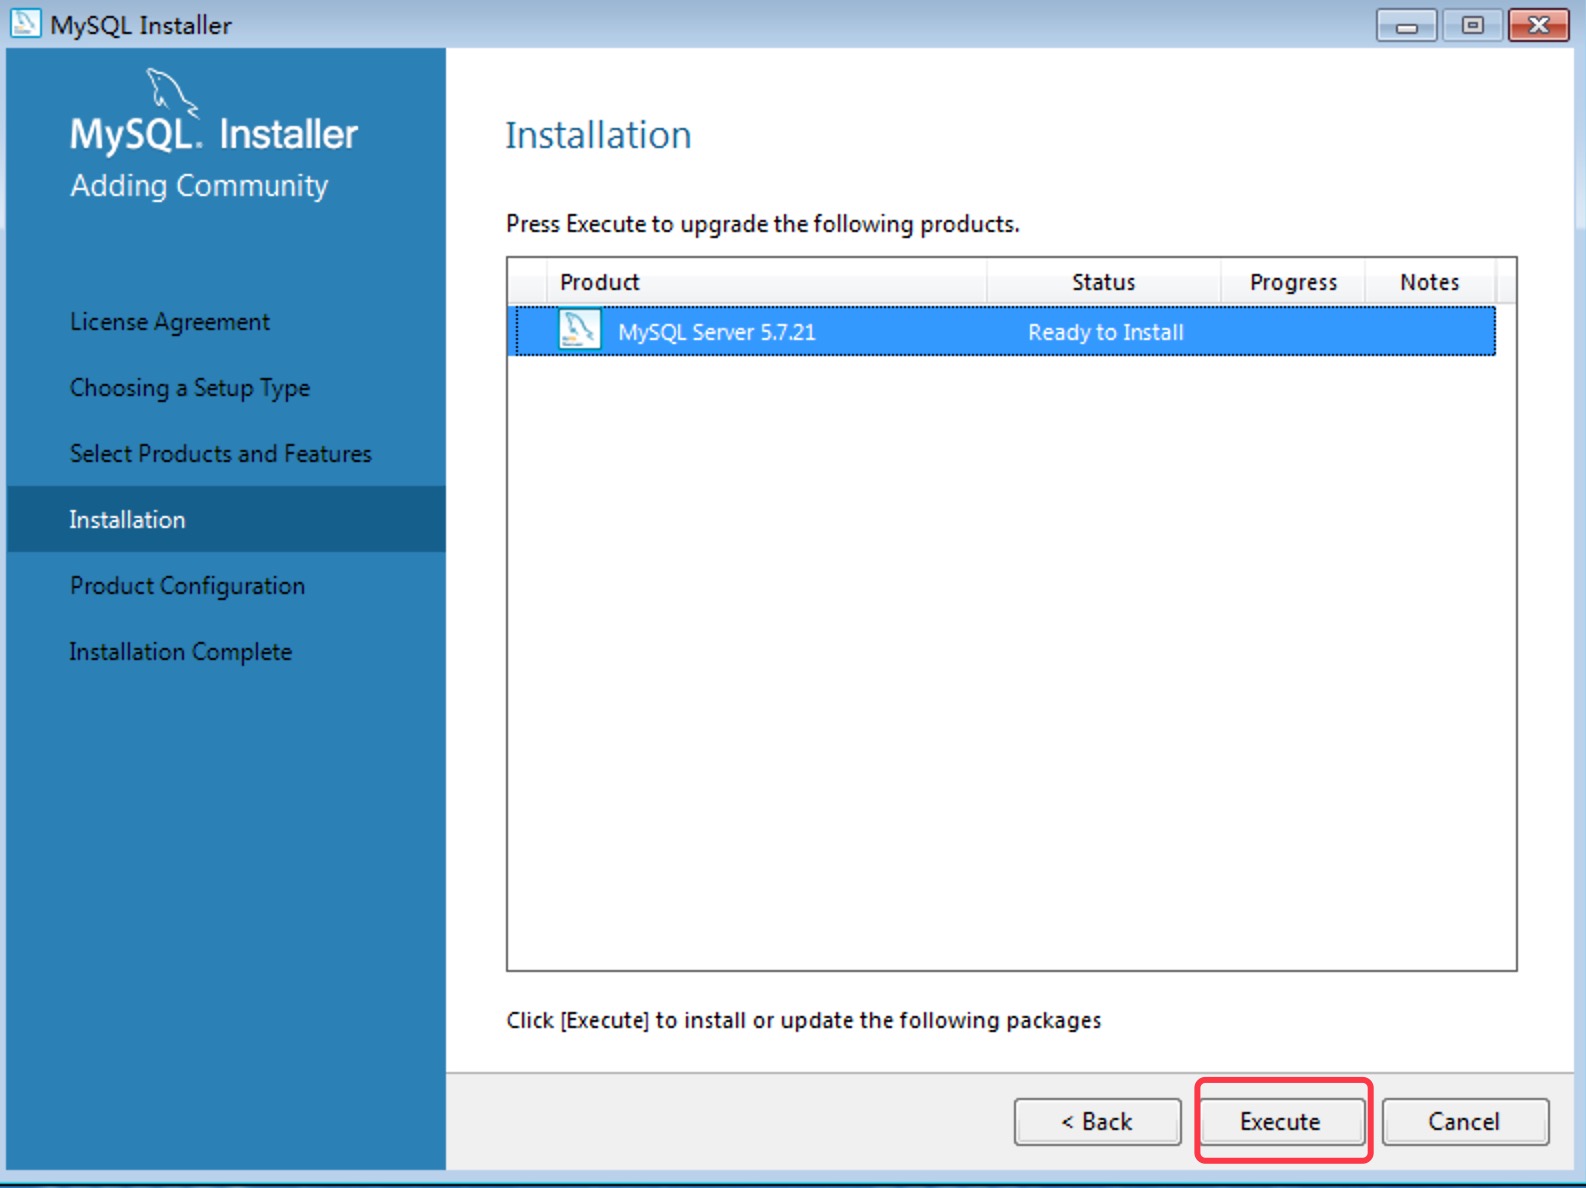 MySQL Installer
MySQL. Installer
Adding Community
License Agreement
Choosing a Setup Type
Select Products and Features
Installation
Product Configuration
Installation Complete
Installation
Press Execute to upgrade the following products.
Product Status Progress Notes
MySQL Server 5.7.21 Ready to Install
Click [Execute] to install or update the following packages
< Back Execute Cancel